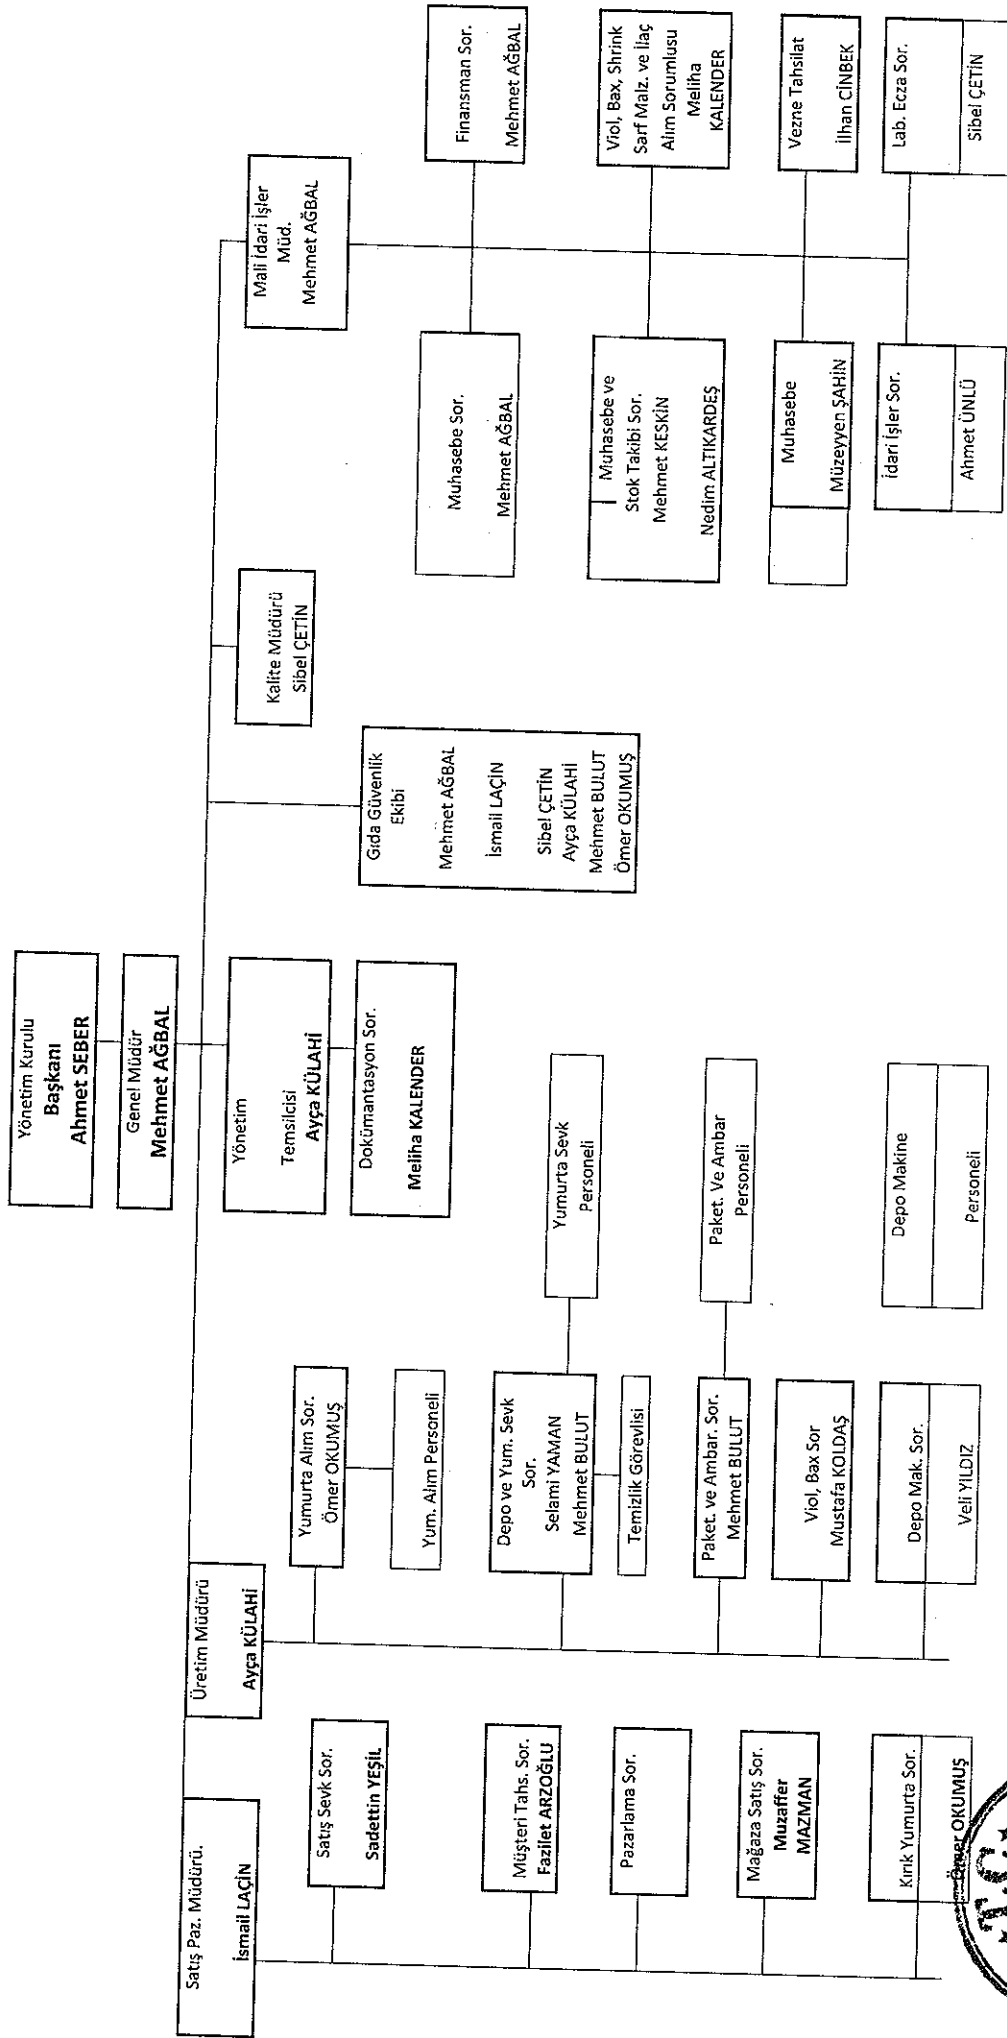 Yönetim Kurulu
Başkanı
Ahmet SEBER
Genel Müdür
Mehmet AĞBAL
Yönetim
Temsilcisi
Ayça KÜLAHİ
Dokümantasyon Sor.
Meliha KALENDER
Satış Paz. Müdürü.
İsmail LAÇİN
Satış Sevk Sor.
Sadettin YEŞİL
Müşteri Tahs. Sor.
Fazilet ARZOĞLU
Pazarlama Sor.
Mağaza Satış Sor.
Muzaffer
MAZMAN
Kırık Yumurta Sor.
Ömer OKUMUŞ
Üretim Müdürü
Ayça KÜLAHİ
Yumurta Alım Sor.
Ömer OKUMUŞ
Yum. Alım Personeli
Depo ve Yum. Sevk
Sor.
Selami YAMAN
Mehmet BULUT
Yumurta Sevk
Personeli
Temizlik Görevlisi
Paket. ve Ambar. Sor.
Mehmet BULUT
Paket. Ve Ambar
Personeli
Viol, Bax Sor
Mustafa KOLDAŞ
Depo Mak. Sor.
Veli YILDIZ
Depo Makine
Personeli
Gıda Güvenlik
Ekibi
Mehmet AĞBAL
İsmail LAÇİN
Sibel ÇETİN
Ayça KÜLAHİ
Mehmet BULUT
Ömer OKUMUŞ
Kalite Müdürü
Sibel ÇETİN
Mali İdari İşler
Müd.
Mehmet AĞBAL
Muhasebe Sor.
Mehmet AĞBAL
Finansman Sor.
Mehmet AĞBAL
Muhasebe ve
Stok Takibi Sor.
Mehmet KESKİN
Nedim ALTIKARDEŞ
Viol, Bax, Shrink
Sarf Malz. ve İlaç
Alım Sorumlusu
Meliha
KALENDER
Muhasebe
Müzeyyen ŞAHİN
Vezne Tahsilat
İlhan CİNBEK
İdari İşler Sor.
Ahmet ÜNLÜ
Lab. Ecza Sor.
Sibel ÇETİN
T.C.